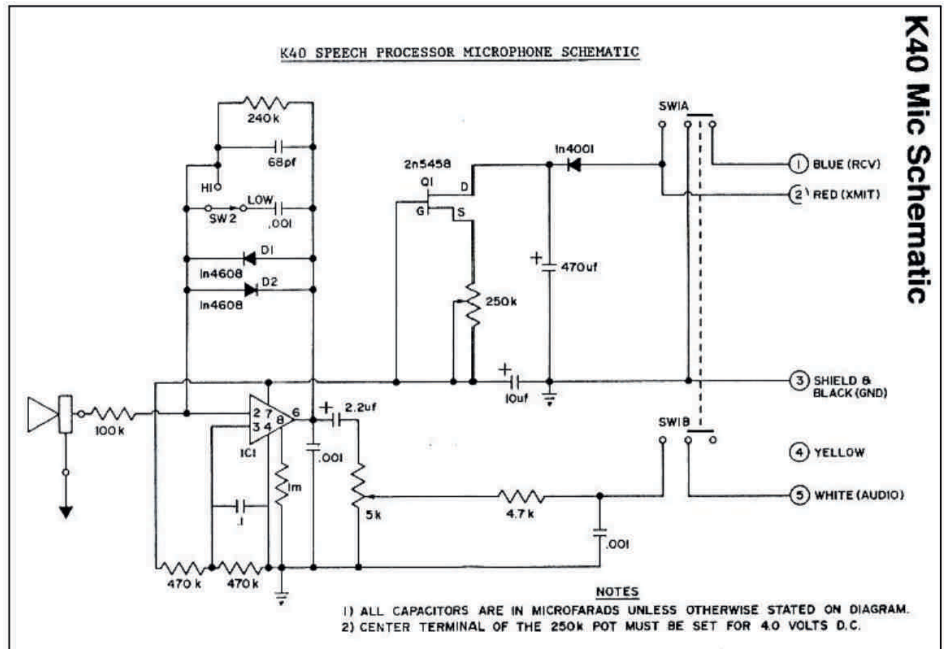 K40 Mic Schematic
K40 SPEECH PROCESSOR MICROPHONE SCHEMATIC
240k
68pf
HI
LOW
SW2
.001
D1
1n4608
D2
1n4608
2n5458
Q1
D
G
S
1n4001
SW1A
1 BLUE (RCV)
2 RED (XMIT)
+
470uf
250k
+
10uf
3 SHIELD &
BLACK (GND)
100k
2 7
6
3 4 8
IC1
+
2.2uf
.001
1m
5k
.1
4.7k
.001
SW1B
4 YELLOW
5 WHITE (AUDIO)
470k
470k
NOTES
1) ALL CAPACITORS ARE IN MICROFARADS UNLESS OTHERWISE STATED ON DIAGRAM.
2) CENTER TERMINAL OF THE 250k POT MUST BE SET FOR 4.0 VOLTS D.C.